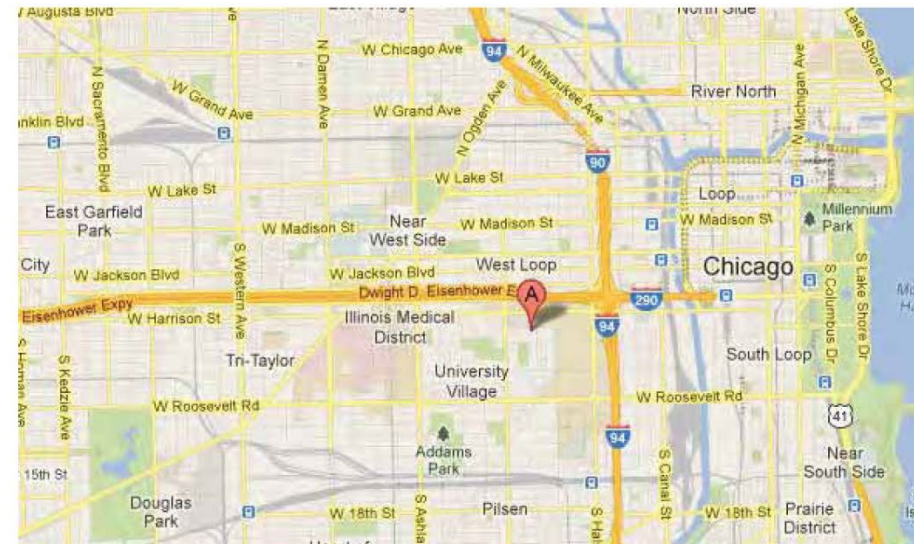 W Augusta Blvd
North Side
94
W Chicago Ave
N Milwaukee Ave
Lake Shore Dr
N Sacramento Blvd
N Damen Ave
W Grand Ave
W Grand Ave
N Ogden Ave
River North
N Michigan Ave
nklin Blvd
90
W Lake St
W Lake St
Loop
East Garfield
Park
W Madison St
Near
West Side
W Madison St
W Madison St
Millennium
Park
City
S Western Ave
W Jackson Blvd
W Jackson Blvd
West Loop
Chicago
S Columbus Dr
S Lake Shore Dr
Eisenhower Expy
Dwight D. Eisenhower E
A
290
W Harrison St
Illinois Medical
District
94
S Homan Ave
S Kedzie Ave
Tri-Taylor
University
Village
South Loop
W Roosevelt Rd
W Roosevelt Rd
41
94
Addams
Park
Near
South Side
15th St
S Canal St
Douglas
Park
W 18th St
S Ashla
Pilsen
S Hal
W 18th St
Prairie
District
Is